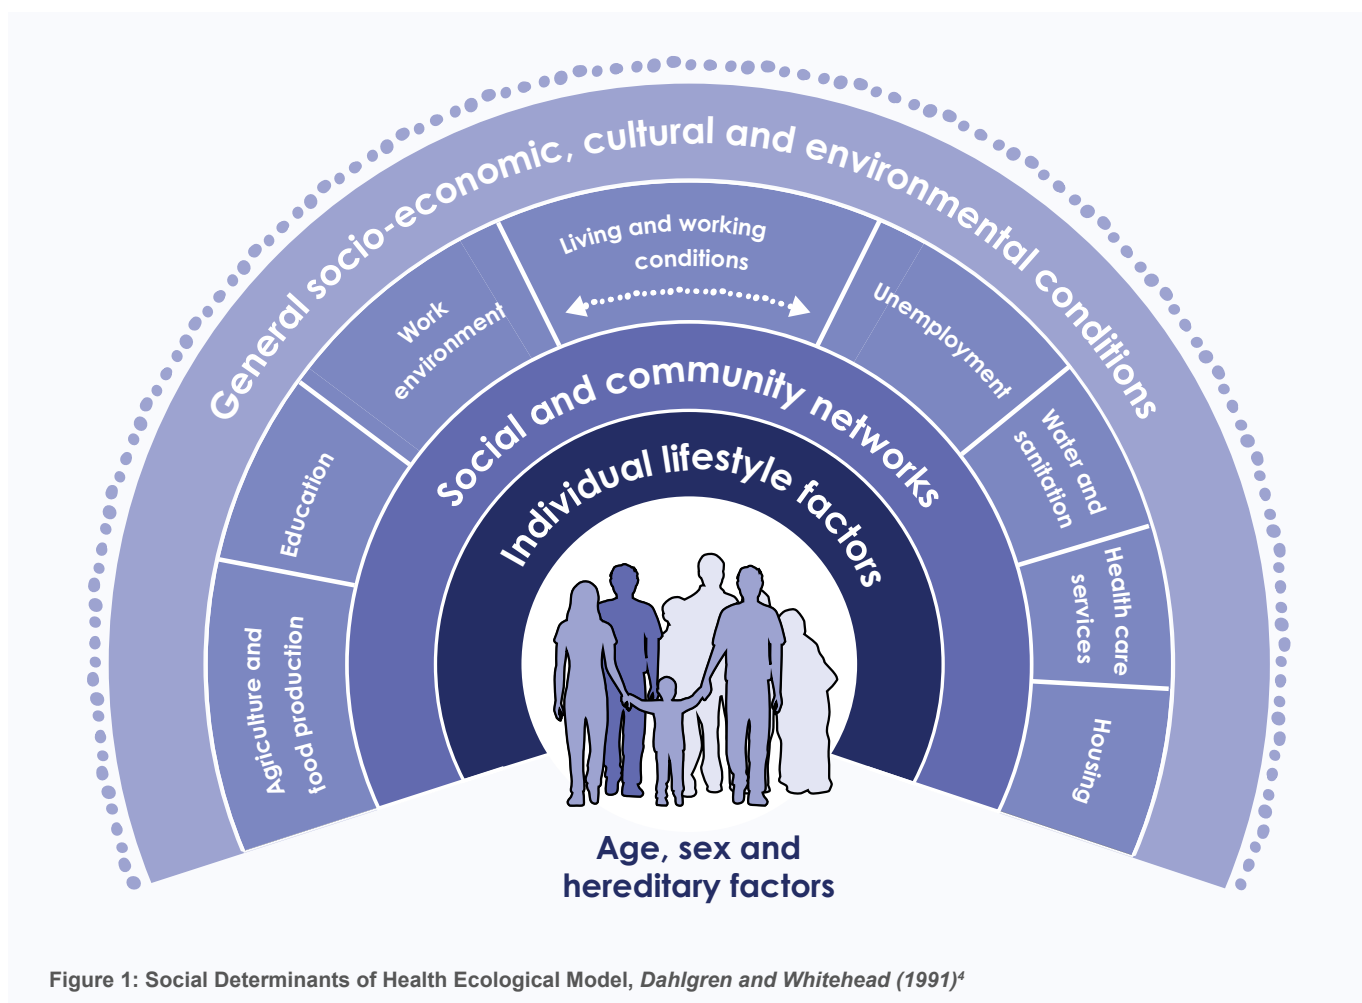 General socio-economic, cultural and environmental conditions
Living and working
conditions
Agriculture and
food production
Education
Work
environment
Unemployment
Water and
sanitation
Health care
services
Housing
Social and community networks
Individual lifestyle factors
Age, sex and
hereditary factors
Figure 1: Social Determinants of Health Ecological Model, Dahlgren and Whitehead (1991)⁴